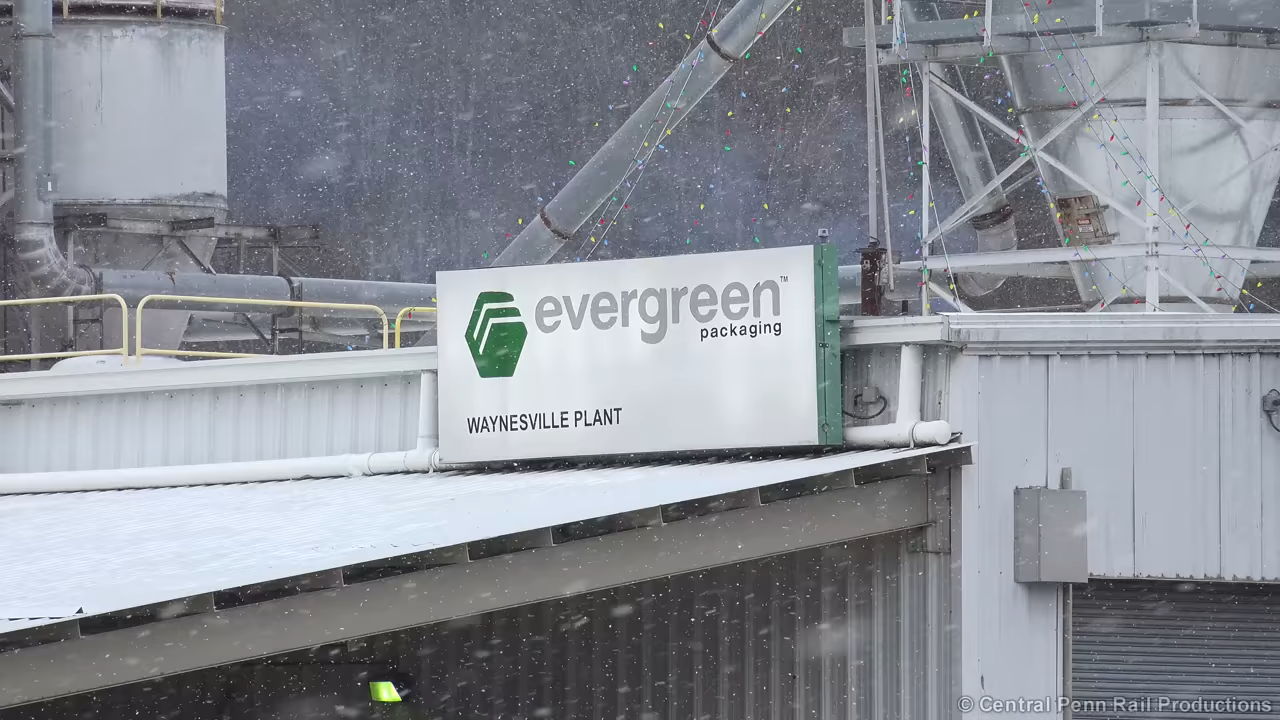 evergreen™
packaging
WAYNESVILLE PLANT
© Central Penn Rail Productions